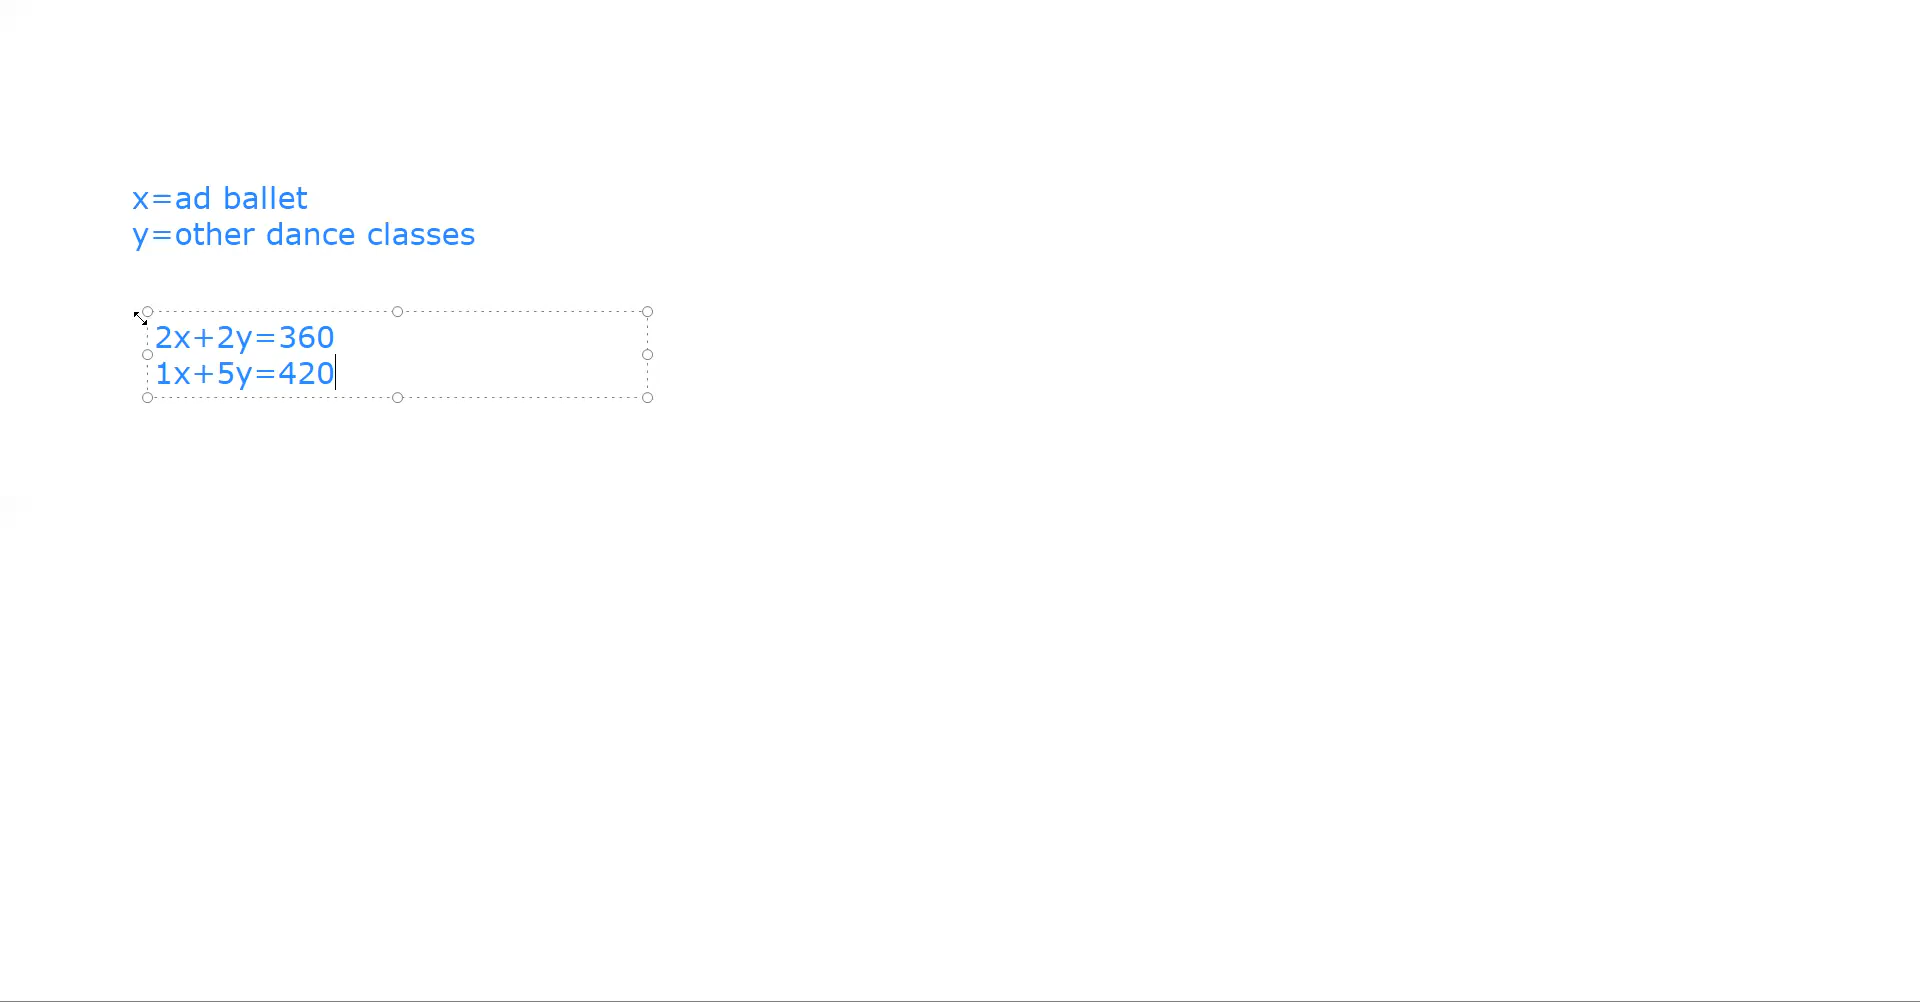 x=ad ballet
y=other dance classes
2x+2y=360
1x+5y=420